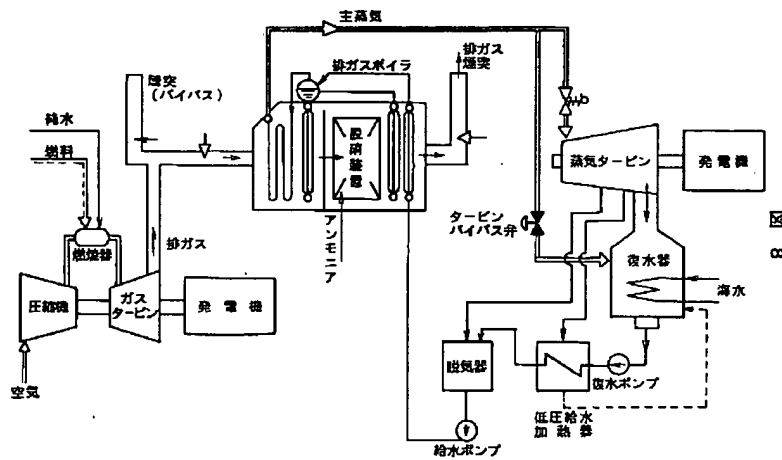 主蒸気
煙突
(バイパス)
排ガスボイラ
排ガス
煙突
純水
燃料
脱硝装置
アンモニア
燃焼器
排ガス
圧縮機
ガス
タービン
発電機
空気
蒸気タービン
発電機
タービン
バイパス弁
復水器
海水
脱気器
復水ポンプ
低圧給水
加熱器
給水ポンプ
図8